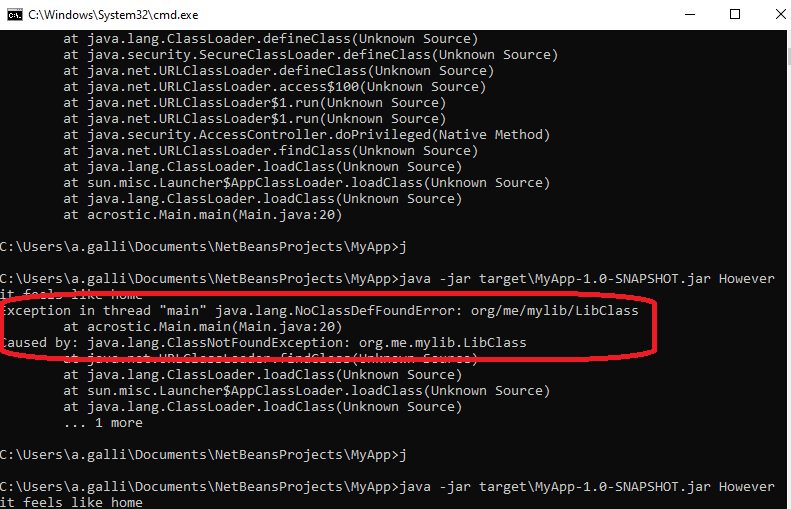 C:\Windows\System32\cmd.exe
at java.lang.ClassLoader.defineClass(Unknown Source)
at java.security.SecureClassLoader.defineClass(Unknown Source)
at java.net.URLClassLoader.defineClass(Unknown Source)
at java.net.URLClassLoader.access$100(Unknown Source)
at java.net.URLClassLoader$1.run(Unknown Source)
at java.net.URLClassLoader$1.run(Unknown Source)
at java.security.AccessController.doPrivileged(Native Method)
at java.net.URLClassLoader.findClass(Unknown Source)
at java.lang.ClassLoader.loadClass(Unknown Source)
at sun.misc.Launcher$AppClassLoader.loadClass(Unknown Source)
at java.lang.ClassLoader.loadClass(Unknown Source)
at acrostic.Main.main(Main.java:20)
C:\Users\a.galli\Documents\NetBeansProjects\MyApp>j
C:\Users\a.galli\Documents\NetBeansProjects\MyApp>java -jar target\MyApp-1.0-SNAPSHOT.jar However
it feels like home
Exception in thread "main" java.lang.NoClassDefFoundError: org/me/mylib/LibClass
at acrostic.Main.main(Main.java:20)
Caused by: java.lang.ClassNotFoundException: org.me.mylib.LibClass
at java.net.URLClassLoader.findClass(Unknown Source)
at java.lang.ClassLoader.loadClass(Unknown Source)
at sun.misc.Launcher$AppClassLoader.loadClass(Unknown Source)
at java.lang.ClassLoader.loadClass(Unknown Source)
... 1 more
C:\Users\a.galli\Documents\NetBeansProjects\MyApp>j
C:\Users\a.galli\Documents\NetBeansProjects\MyApp>java -jar target\MyApp-1.0-SNAPSHOT.jar However
it feels like home